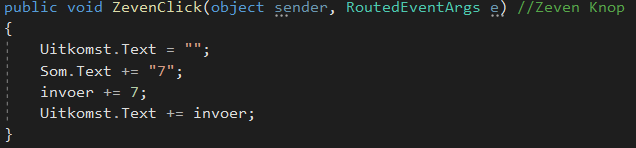 public void ZevenClick(object sender, RoutedEventArgs e) //Zeven Knop
{
Uitkomst.Text = "";
Som.Text += "7";
invoer += 7;
Uitkomst.Text += invoer;
}